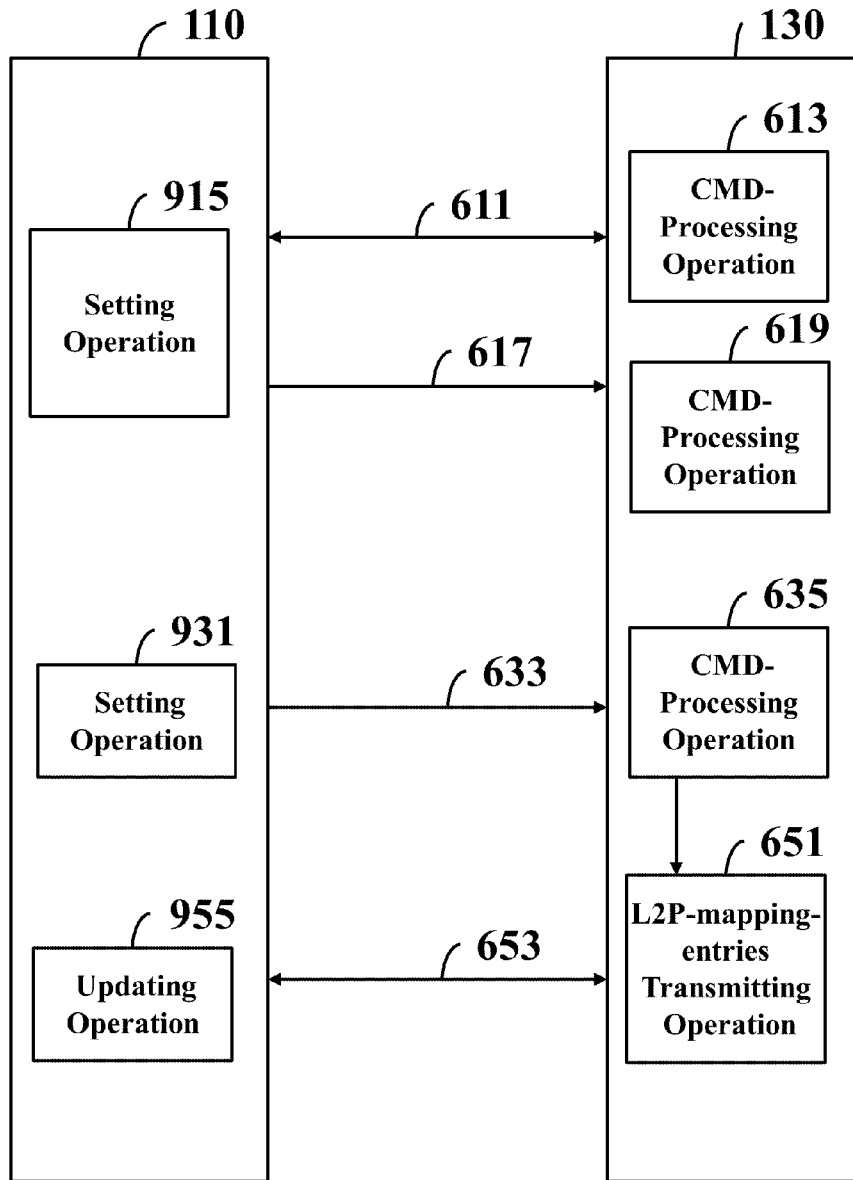 110
130
613
CMD-
Processing
Operation
915
Setting
Operation
611
619
CMD-
Processing
Operation
617
635
CMD-
Processing
Operation
931
Setting
Operation
633
651
L2P-mapping-
entries
Transmitting
Operation
955
Updating
Operation
653